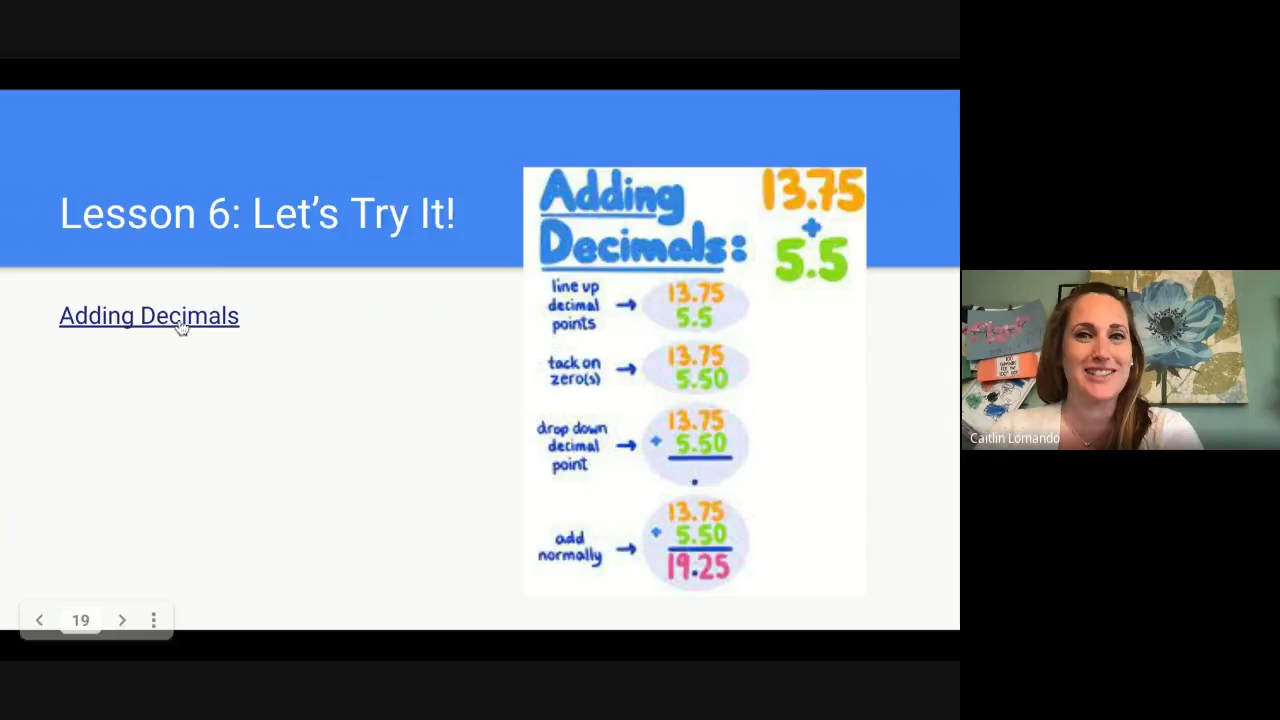 Lesson 6: Let's Try It!
Adding Decimals
Adding
Decimals:
13.75
+
5.5
line up
decimal
points
→
13.75
5.5
tack on
zero(s)
→
13.75
5.50
drop down
decimal
point
→
13.75
+ 5.50
.
add
normally
→
13.75
+ 5.50
19.25
19
Caitlin Lomando